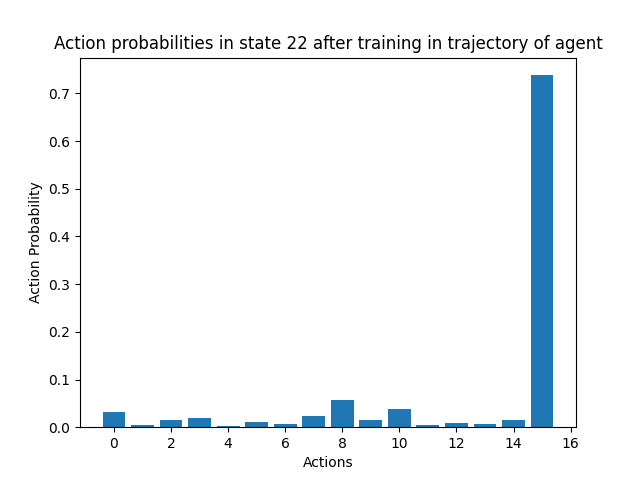 Action probabilities in state 22 after training in trajectory of agent
0.7
0.6
0.5
0.4
0.3
0.2
0.1
0.0
Action Probability
0 2 4 6 8 10 12 14 16
Actions